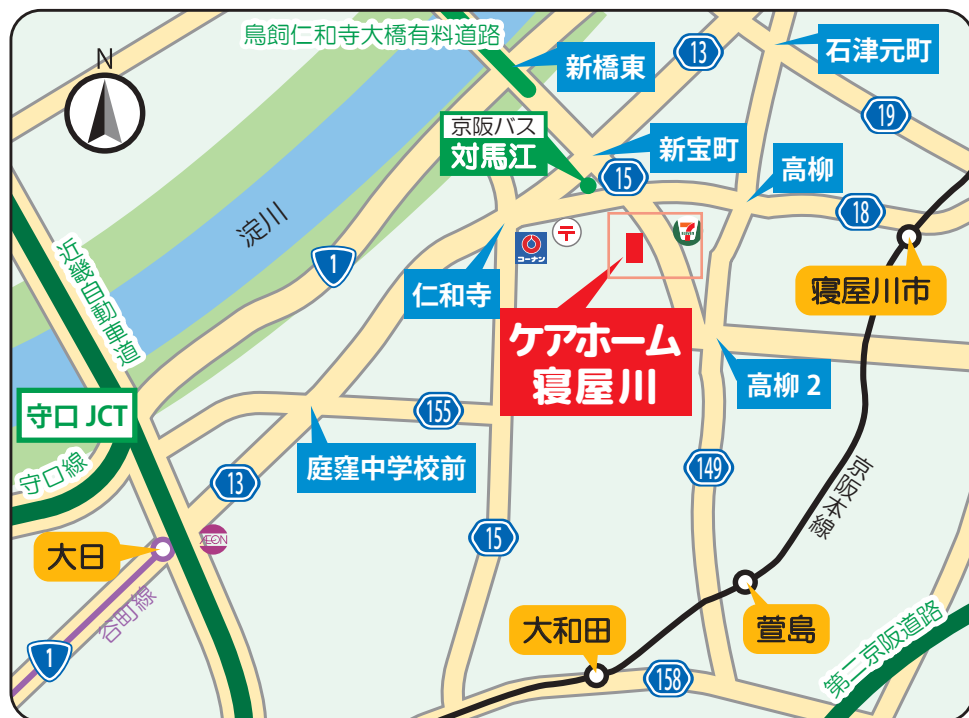 鳥飼仁和寺大橋有料道路
N
新橋東
13
石津元町
19
京阪バス
対馬江
新宝町
15
高柳
18
淀川
1
近畿自動車道
コーナン
〒
7
ELEVEN
寝屋川市
仁和寺
ケアホーム
寝屋川
高柳 2
守口 JCT
155
守口線
庭窪中学校前
13
149
京阪本線
大日
ÆON
15
谷町線
1
大和田
萱島
158
第二京阪道路